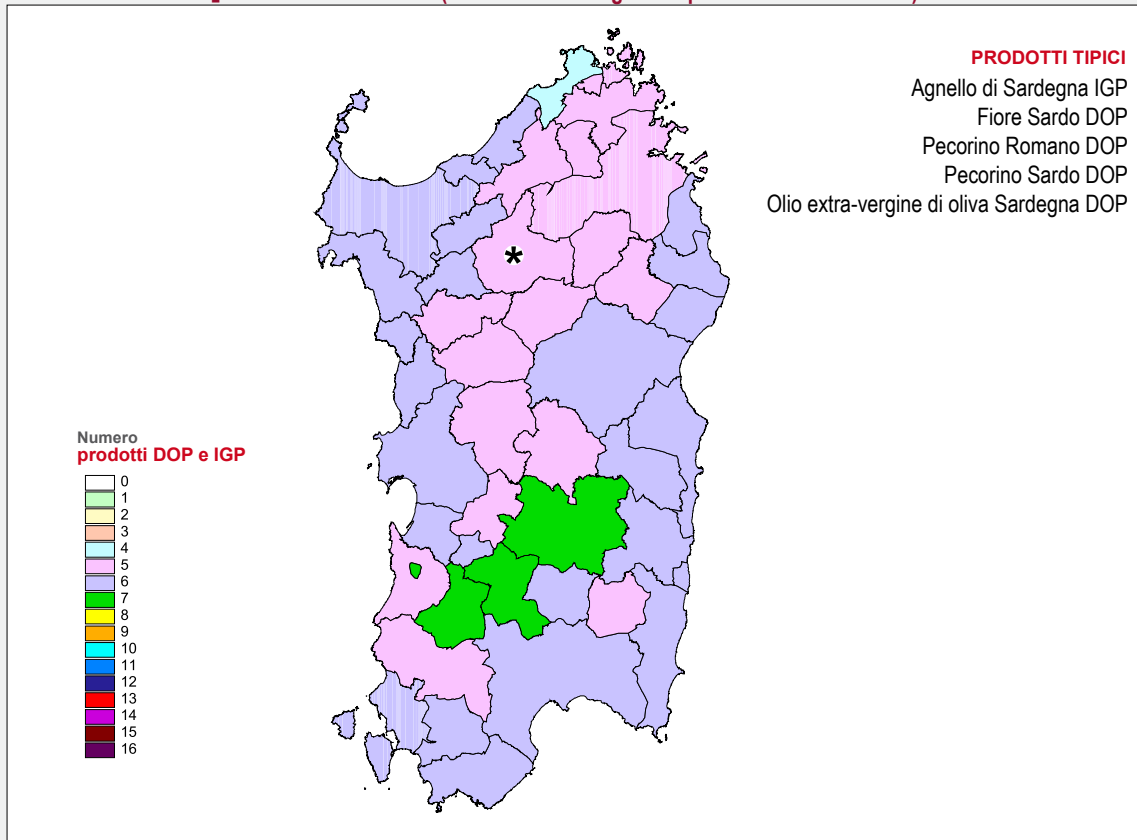 PRODOTTI TIPICI
Agnello di Sardegna IGP
Fiore Sardo DOP
Pecorino Romano DOP
Pecorino Sardo DOP
Olio extra-vergine di oliva Sardegna DOP
*
Numero
prodotti DOP e IGP
0
1
2
3
4
5
6
7
8
9
10
11
12
13
14
15
16